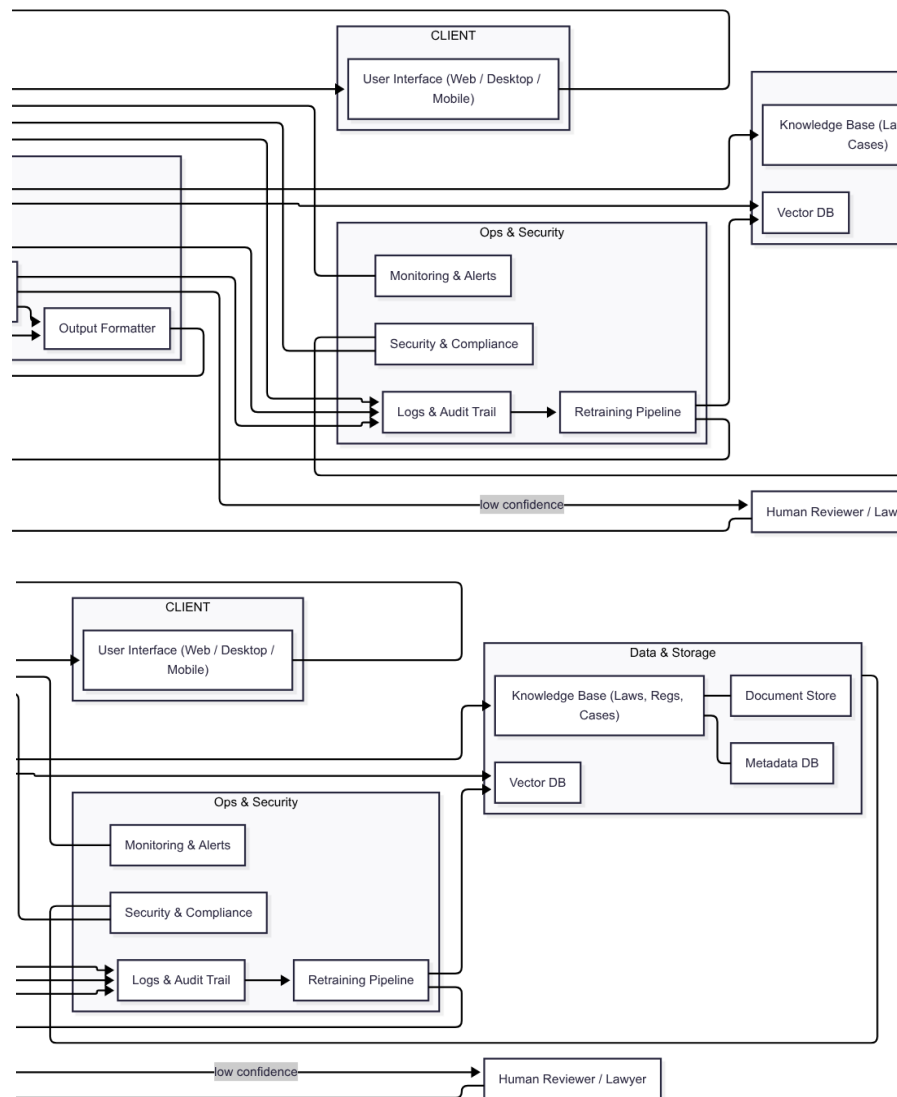 CLIENT
User Interface (Web / Desktop /
Mobile)
Knowledge Base (La
Cases)
Vector DB
Ops & Security
Monitoring & Alerts
Output Formatter
Security & Compliance
Logs & Audit Trail
Retraining Pipeline
low confidence
Human Reviewer / Law
CLIENT
User Interface (Web / Desktop /
Mobile)
Data & Storage
Knowledge Base (Laws, Regs,
Cases)
Document Store
Metadata DB
Vector DB
Ops & Security
Monitoring & Alerts
Security & Compliance
Logs & Audit Trail
Retraining Pipeline
low confidence
Human Reviewer / Lawyer